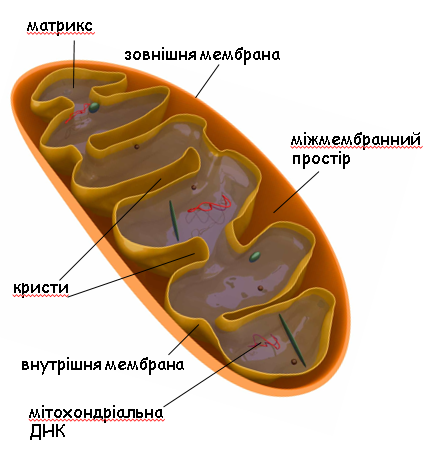 матрикс
зовнішня мембрана
міжмембранний
простір
кристи
внутрішня мембрана
мітохондріальна
ДНК